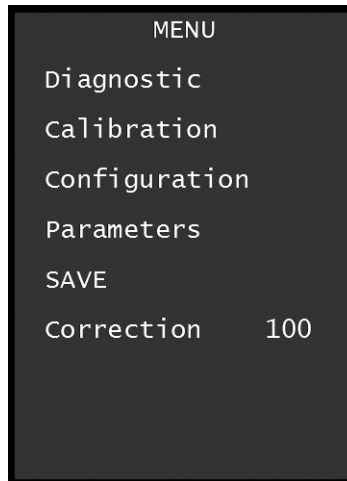 MENU
Diagnostic
Calibration
Configuration
Parameters
SAVE
Correction 100